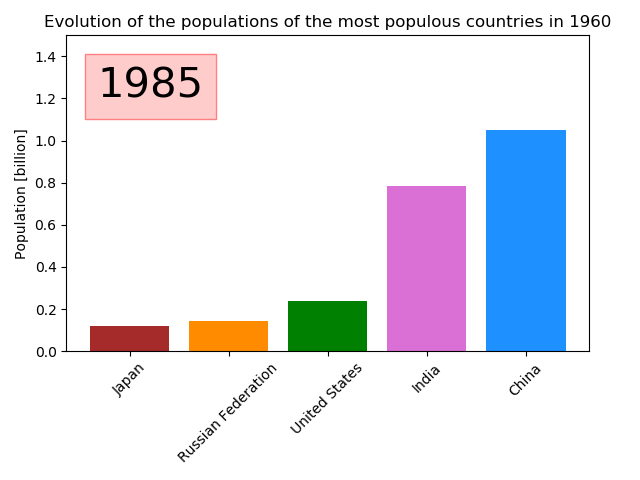 Evolution of the populations of the most populous countries in 1960
1985
Population [billion]
1.4
1.2
1.0
0.8
0.6
0.4
0.2
0.0
Japan
Russian Federation
United States
India
China